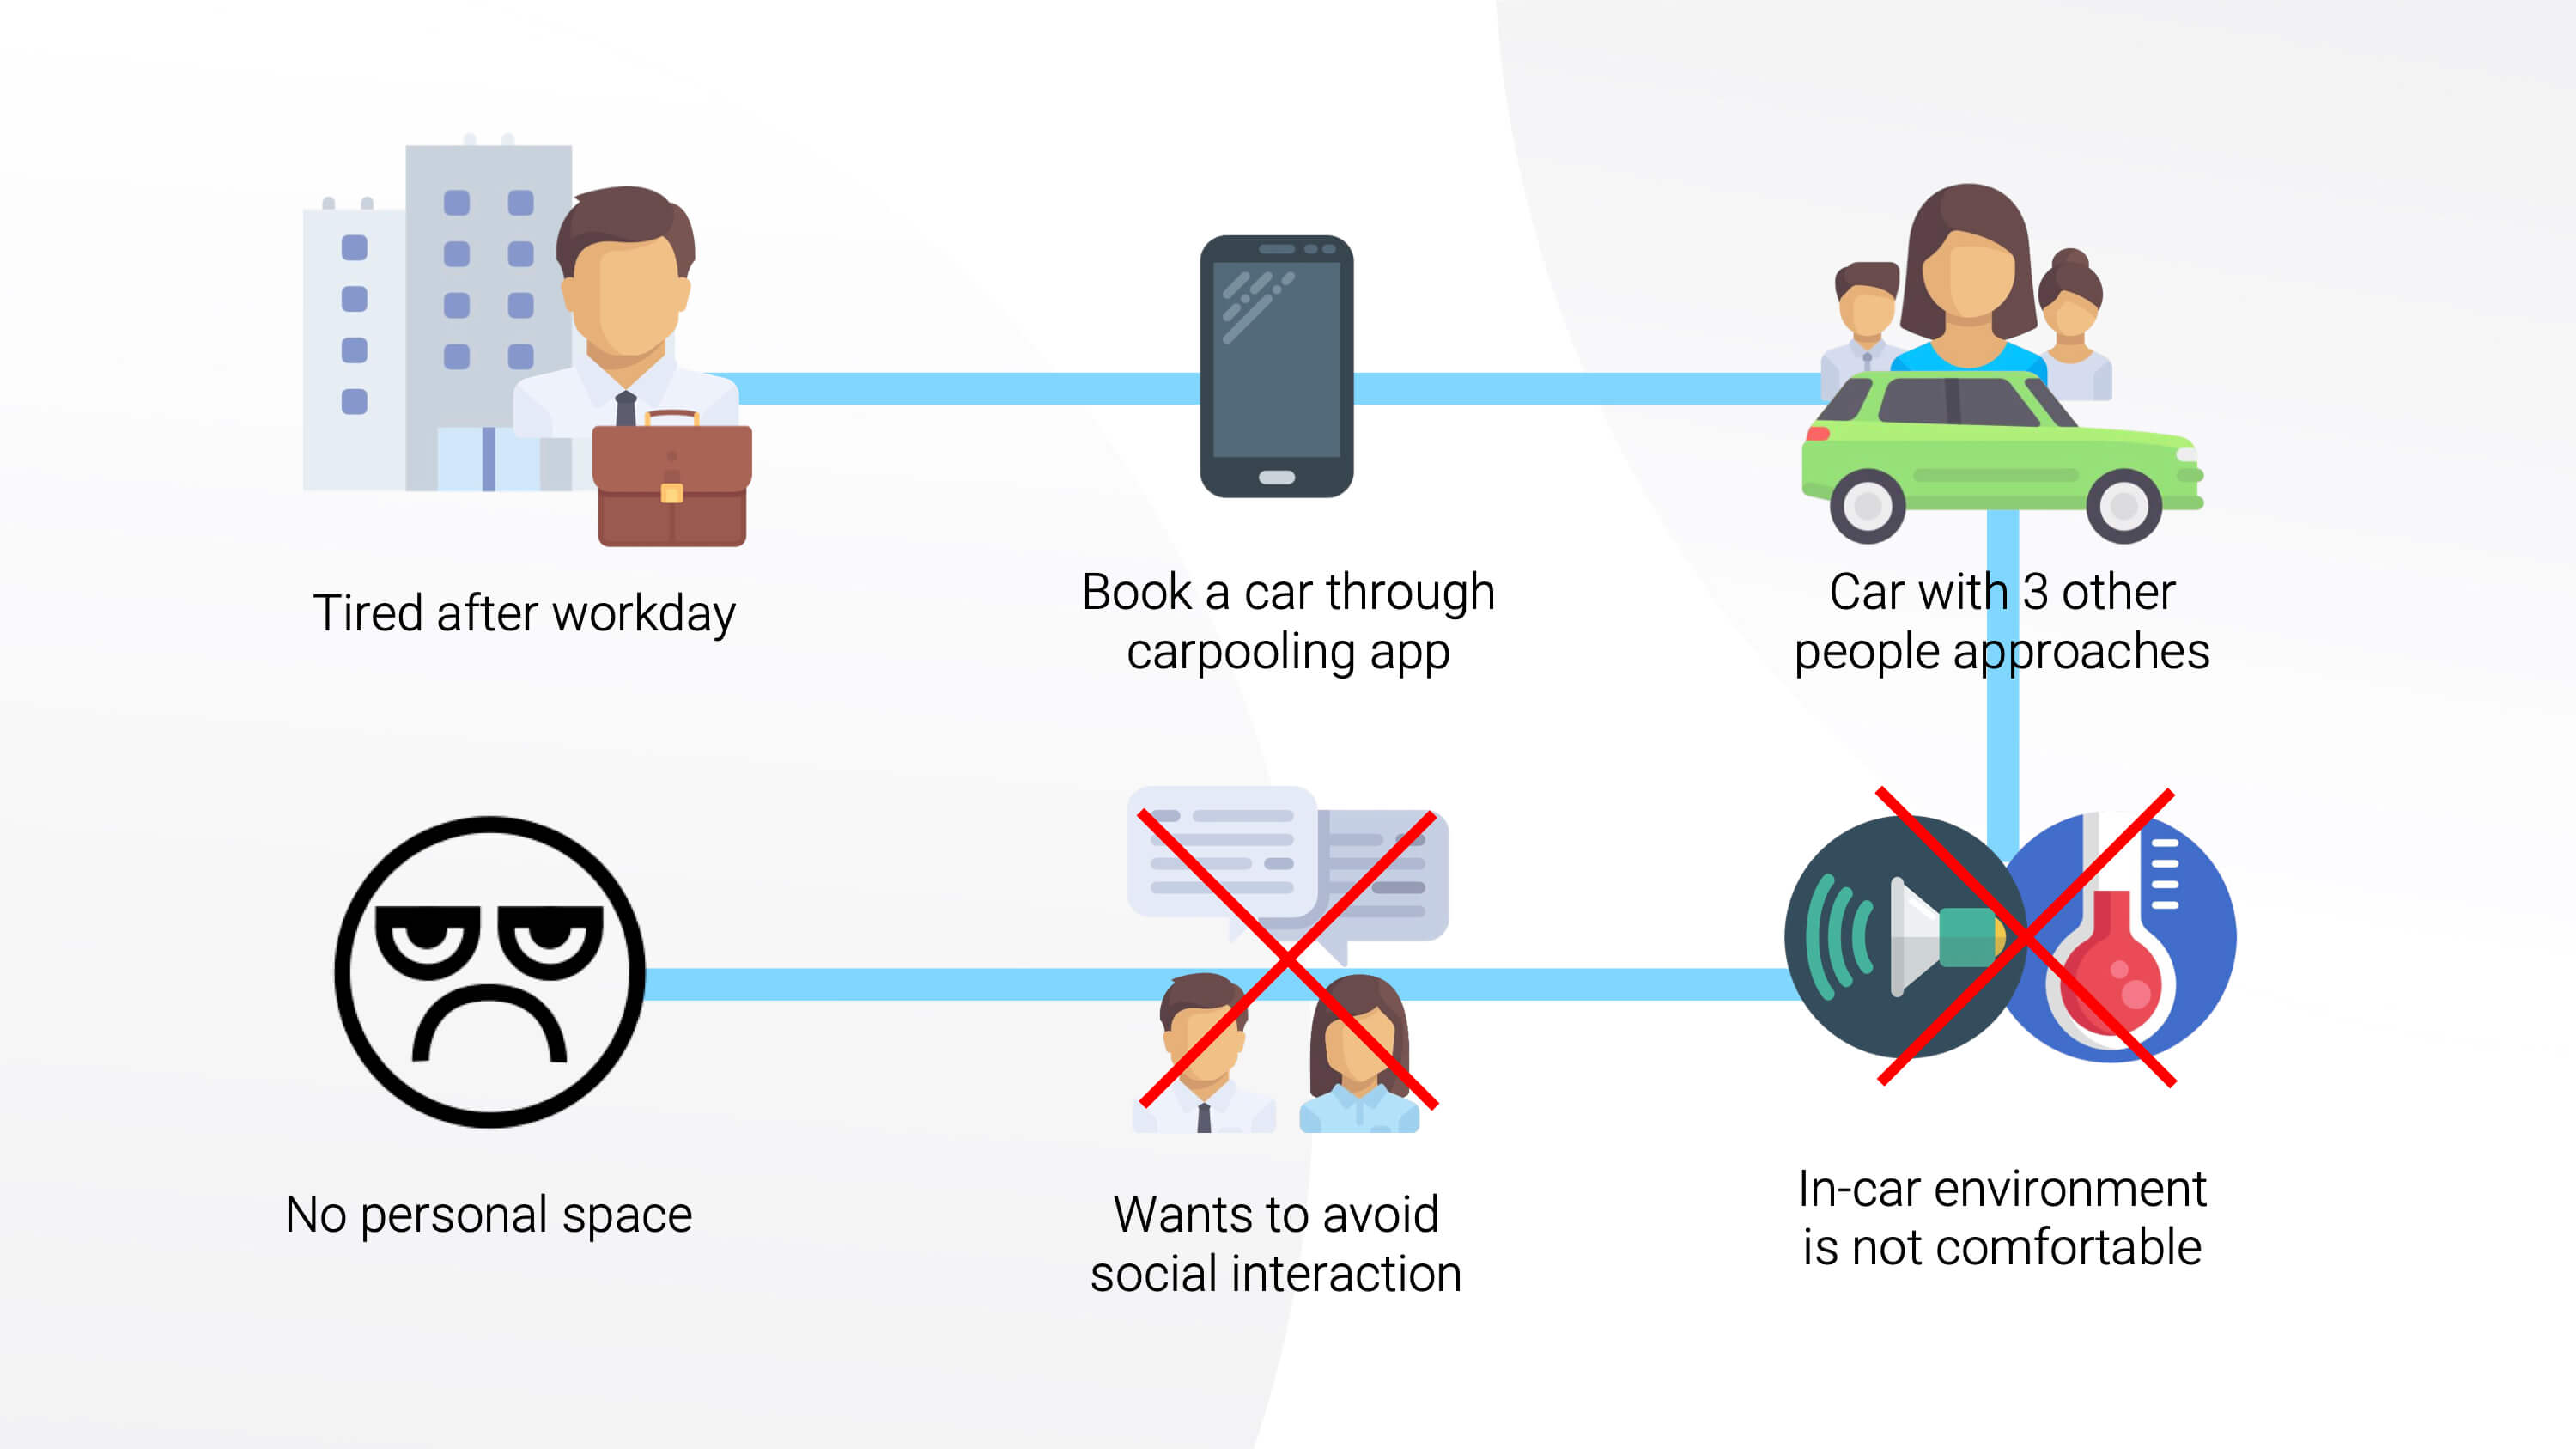 Tired after workday
Book a car through
carpooling app
Car with 3 other
people approaches
No personal space
Wants to avoid
social interaction
In-car environment
is not comfortable